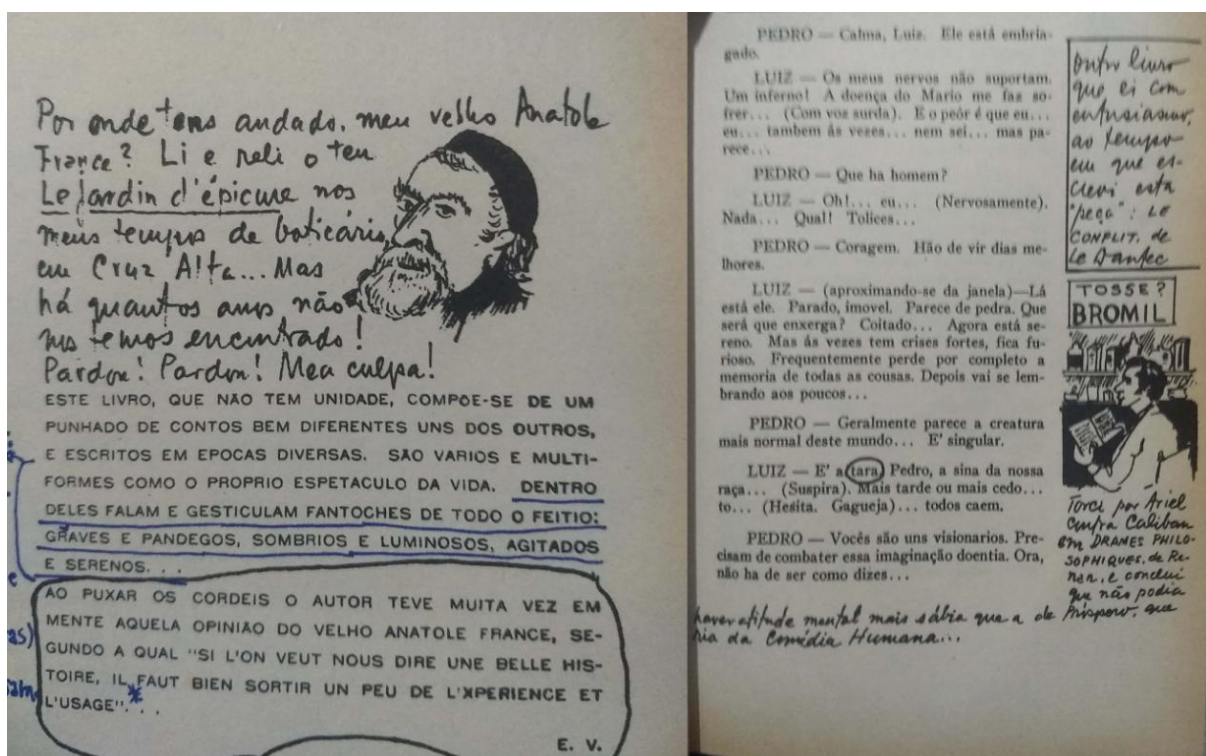 Por onde tens andado, meu velho Anatole
France? Li e reli o teu
Le Jardin d'épicure nos
meus tempos de boticário
em Cruz Alta... Mas
há quantos anos não
nos temos encontrado!
Pardon! Pardon! Mea culpa!
ESTE LIVRO, QUE NÃO TEM UNIDADE, COMPOE-SE DE UM
PUNHADO DE CONTOS BEM DIFERENTES UNS DOS OUTROS,
E ESCRITOS EM EPOCAS DIVERSAS. SÃO VARIOS E MULTI-
FORMES COMO O PROPRIO ESPETACULO DA VIDA. DENTRO
DELES FALAM E GESTICULAM FANTOCHES DE TODO O FEITIO:
GRAVES E PANDEGOS, SOMBRIOS E LUMINOSOS, AGITADOS
E SERENOS...
AO PUXAR OS CORDEIS O AUTOR TEVE MUITA VEZ EM
MENTE AQUELA OPINIÃO DO VELHO ANATOLE FRANCE, SE-
GUNDO A QUAL "SI L'ON VEUT NOUS DIRE UNE BELLE HIS-
TOIRE, IL FAUT BIEN SORTIR UN PEU DE L'XPERIENCE ET
L'USAGE"...
E. V.
PEDRO — Calma, Luiz. Ele está embria-
gado.
LUIZ — Os meus nervos não suportam.
Um inferno! A doença do Mario me faz so-
frer... (Com voz surda). E o peór é que eu...
eu... tambem ás vezes... nem sei... mas pa-
rece...
PEDRO — Que ha homem?
LUIZ — Oh!... eu... (Nervosamente).
Nada... Qual! Tolices...
PEDRO — Coragem. Hão de vir dias me-
lhores.
LUIZ — (aproximando-se da janela)—Lá
está ele. Parado, imovel. Parece de pedra. Que
será que enxerga? Coitado... Agora está se-
reno. Mas ás vezes tem crises fortes, fica fu-
rioso. Frequentemente perde por completo a
memoria de todas as cousas. Depois vai se lem-
brando aos poucos...
PEDRO — Geralmente parece a creatura
mais normal deste mundo... E' singular.
LUIZ — E' a tara, Pedro, a sina da nossa
raça... (Suspira). Mais tarde ou mais cedo...
to... (Hesita. Gagueja)... todos caem.
PEDRO — Vocês são uns visionarios. Pre-
cisam de combater essa imaginação doentia. Ora,
não ha de ser como dizes...
Outro livro
que li com
entusiasmo,
ao tempo
em que es-
crevi esta
"peça": LE
CONFLIT, de
Le Dantec
TOSSE?
BROMIL
Torci por Ariel
contra Caliban
em DRAMES PHILO-
SOPHIQUES, de Re-
nan, e concluí
que não podia
haver atitude mental mais sábia que a de Próspero, que
ria da Comédia Humana...